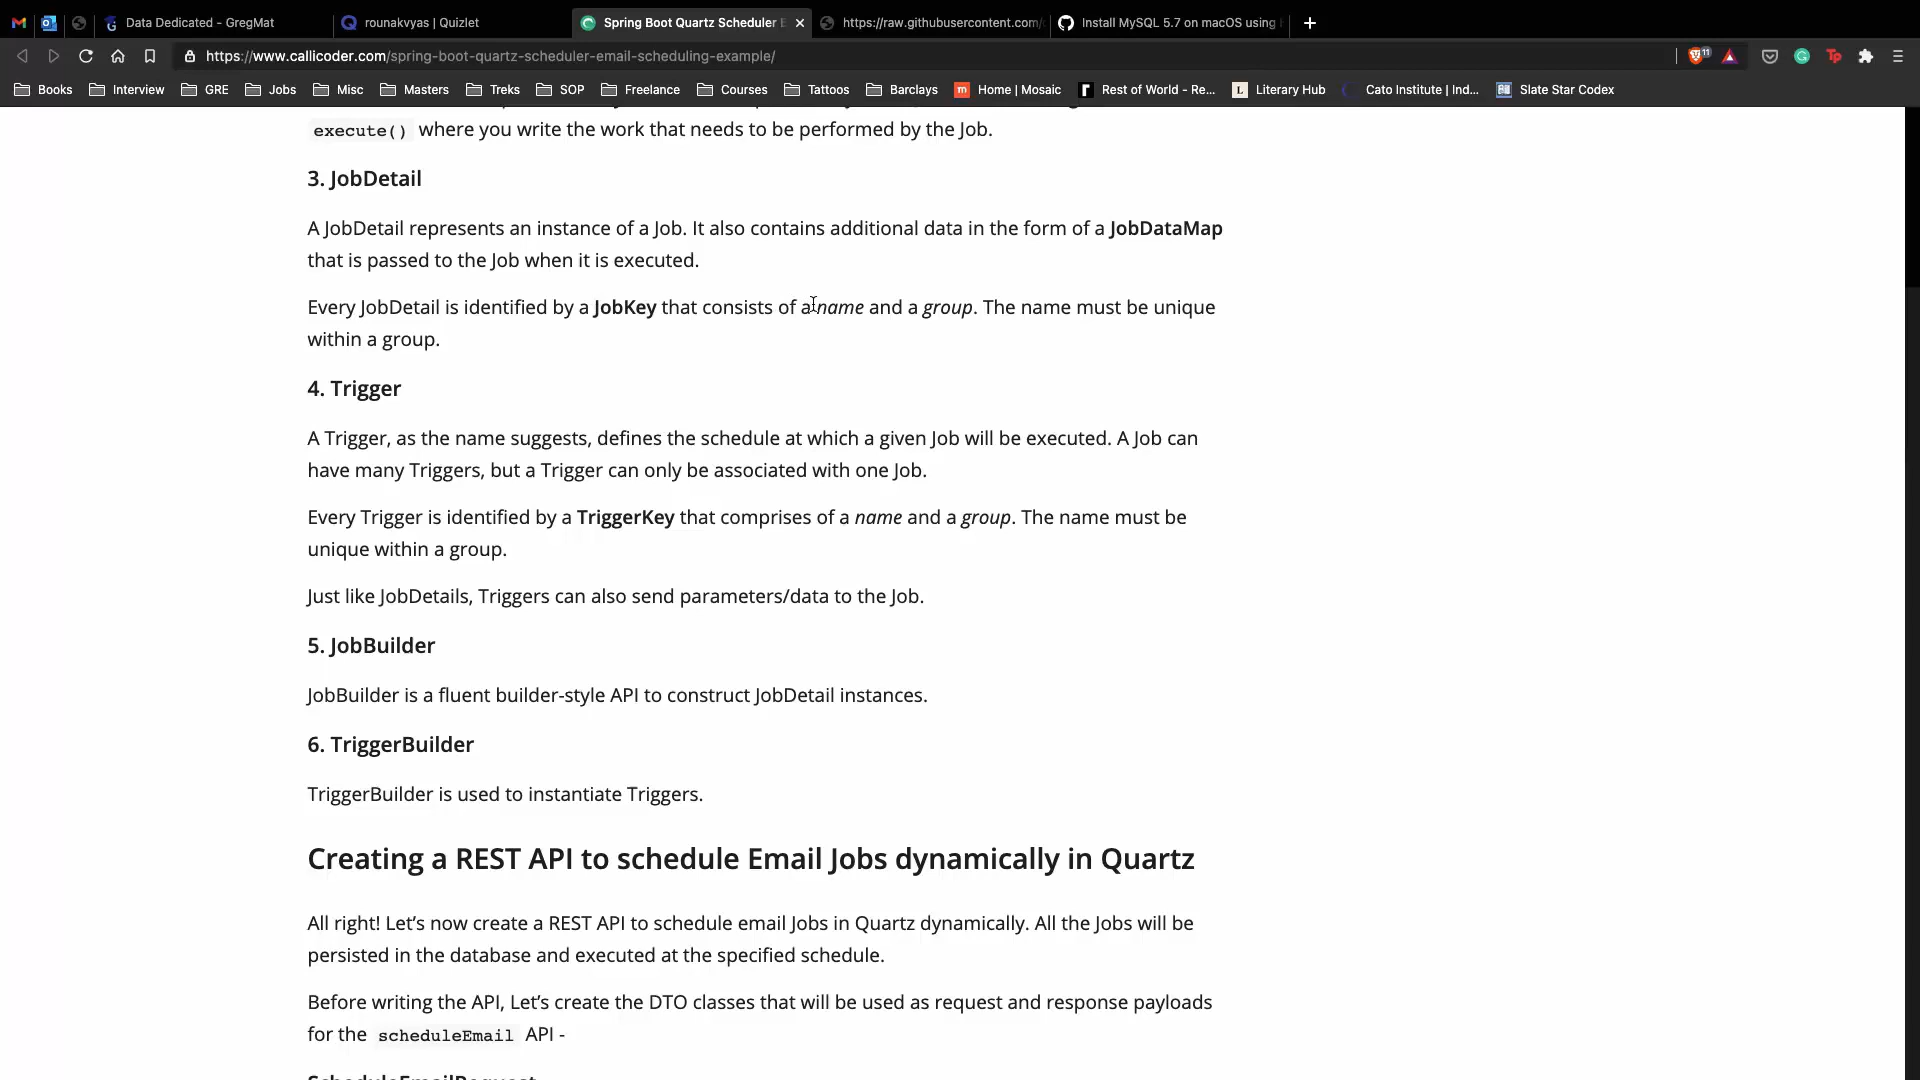 Data Dedicated - GregMat
rounakvyas | Quizlet
Spring Boot Quartz Scheduler E
https://raw.githubusercontent.com/
Install MySQL 5.7 on macOS using
https://www.callicoder.com/spring-boot-quartz-scheduler-email-scheduling-example/
11
Tp
Books
Interview
GRE
Jobs
Misc
Masters
Treks
SOP
Freelance
Courses
Tattoos
Barclays
m Home | Mosaic
Rest of World - Re...
L Literary Hub
Cato Institute | Ind...
Slate Star Codex
execute() where you write the work that needs to be performed by the Job.
3. JobDetail
A JobDetail represents an instance of a Job. It also contains additional data in the form of a JobDataMap
that is passed to the Job when it is executed.
Every JobDetail is identified by a JobKey that consists of a name and a group. The name must be unique
within a group.
4. Trigger
A Trigger, as the name suggests, defines the schedule at which a given Job will be executed. A Job can
have many Triggers, but a Trigger can only be associated with one Job.
Every Trigger is identified by a TriggerKey that comprises of a name and a group. The name must be
unique within a group.
Just like JobDetails, Triggers can also send parameters/data to the Job.
5. JobBuilder
JobBuilder is a fluent builder-style API to construct JobDetail instances.
6. TriggerBuilder
TriggerBuilder is used to instantiate Triggers.
Creating a REST API to schedule Email Jobs dynamically in Quartz
All right! Let’s now create a REST API to schedule email Jobs in Quartz dynamically. All the Jobs will be
persisted in the database and executed at the specified schedule.
Before writing the API, Let’s create the DTO classes that will be used as request and response payloads
for the scheduleEmail API -
ScheduleEmailRequest